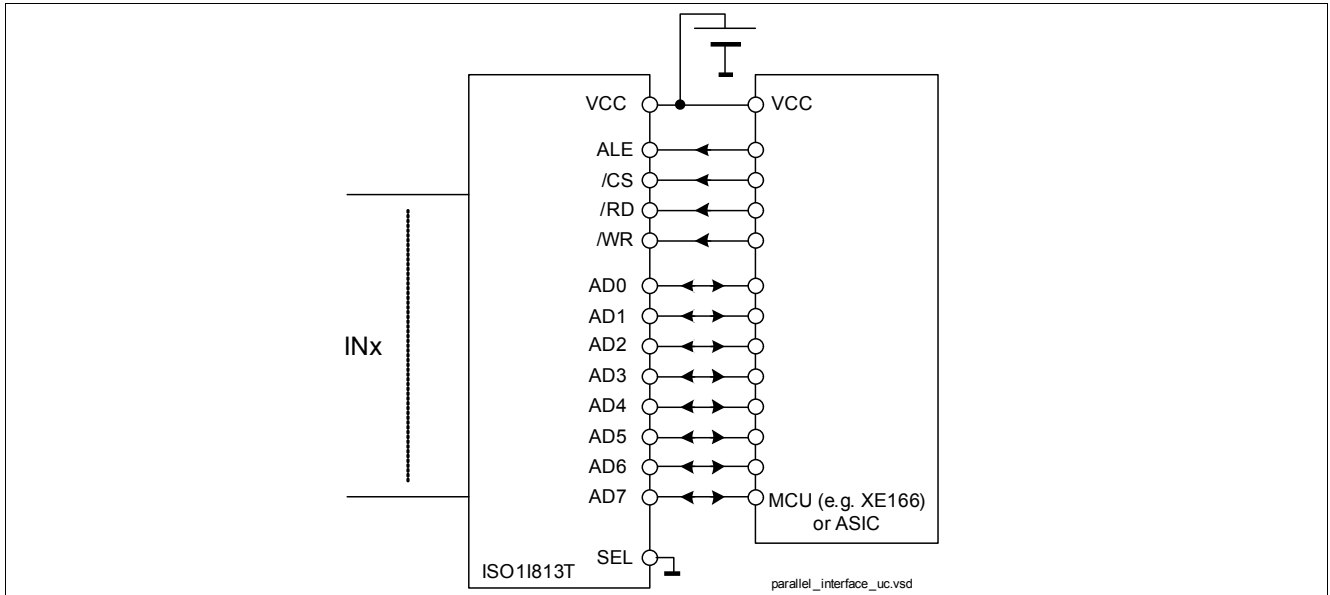 VCC VCC
ALE
/CS
/RD
/WR
AD0
AD1
AD2
INx
AD3
AD4
AD5
AD6
AD7
MCU (e.g. XE166)
or ASIC
SEL
ISO1I813T
parallel_interface_uc.vsd